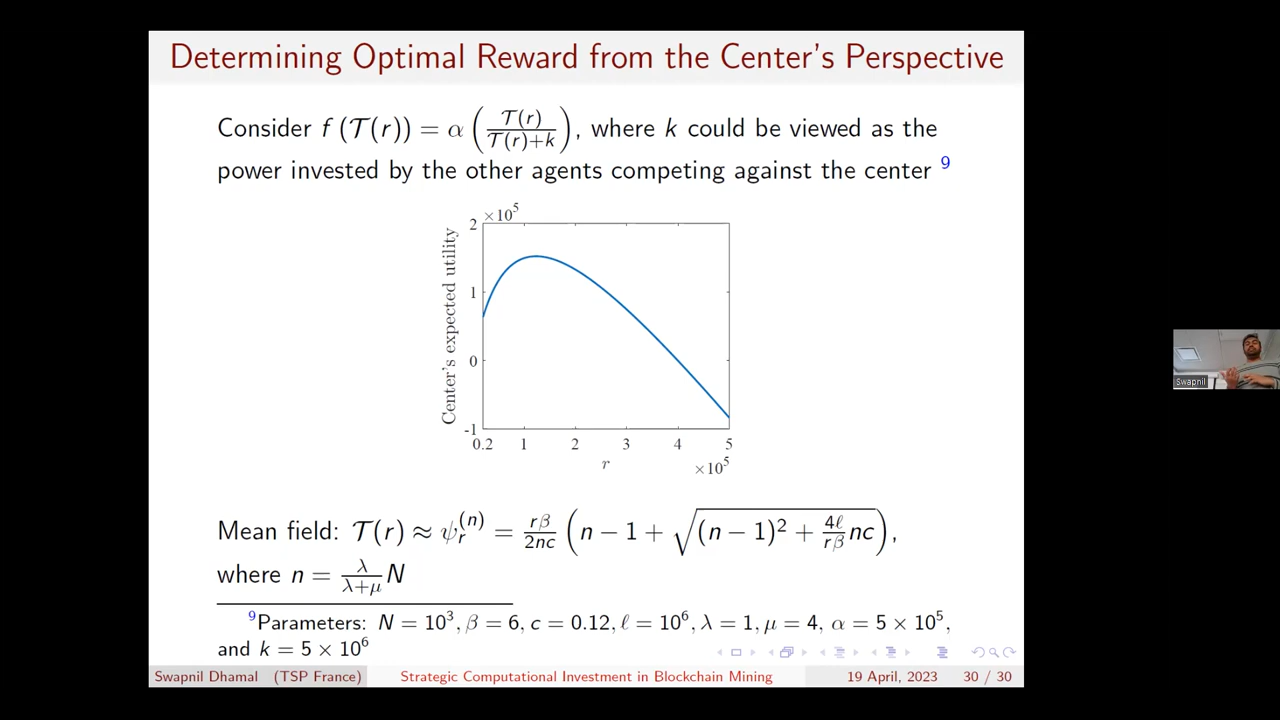 Determining Optimal Reward from the Center's Perspective
Consider f (𝒯(r)) = α (𝒯(r) / 𝒯(r)+k), where k could be viewed as the
power invested by the other agents competing against the center 9
×10^5
2
1
0
-1
Center's expected utility
0.2 1 2 3 4 5
r
×10^5
Mean field: 𝒯(r) ≈ ψ_r^(n) = rβ/2nc (n − 1 + √((n − 1)^2 + 4ℓ/rβ nc)),
where n = λ/λ+μ N
9Parameters: N = 10^3, β = 6, c = 0.12, ℓ = 10^6, λ = 1, μ = 4, α = 5 × 10^5,
and k = 5 × 10^6
Swapnil Dhamal (TSP France) Strategic Computational Investment in Blockchain Mining 19 April, 2023 30 / 30
Swapnil